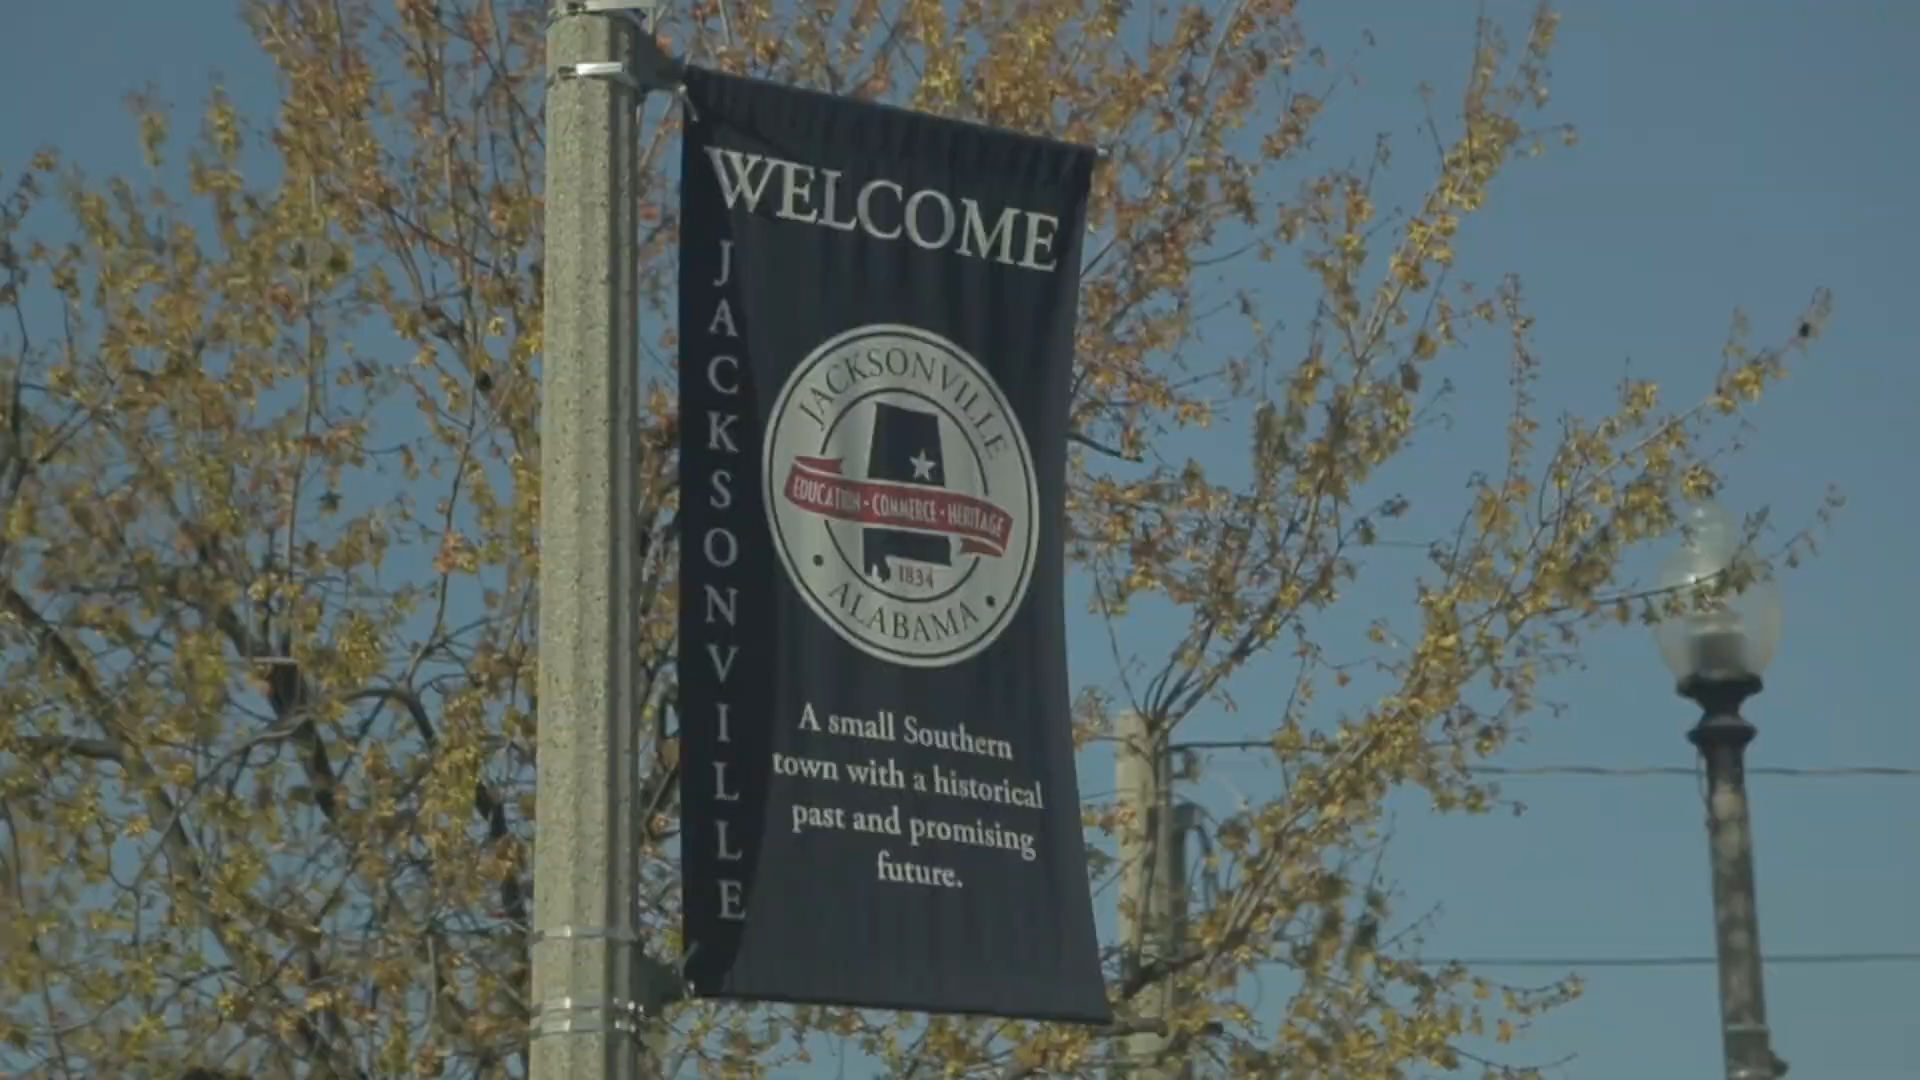 WELCOME
JACKSONVILLE
JACKSONVILLE
EDUCATION · COMMERCE · HERITAGE
1834
• ALABAMA •
A small Southern
town with a historical
past and promising
future.